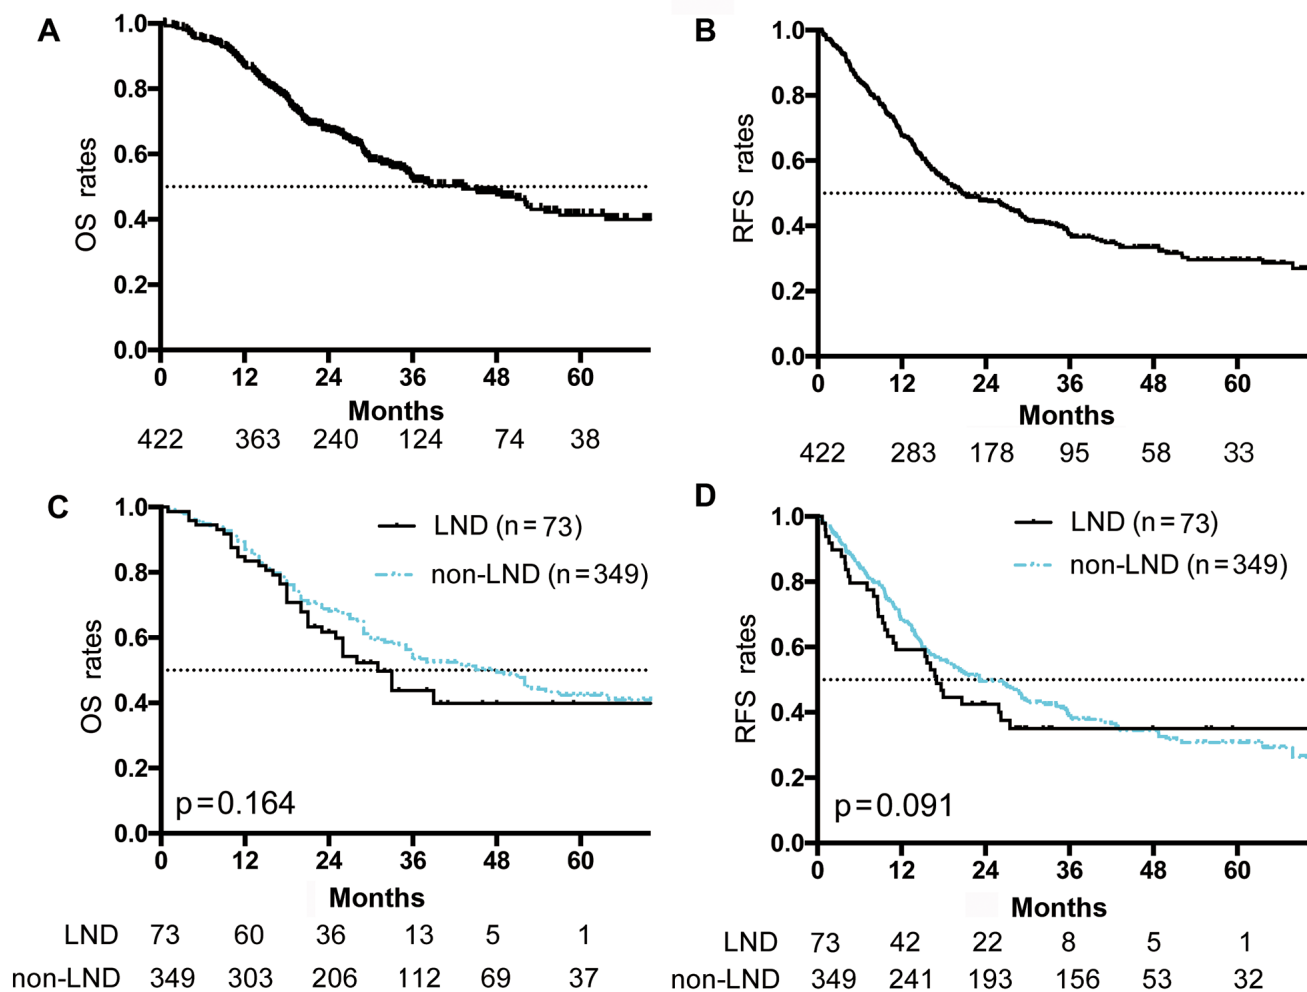 A
1.0
0.8
0.6
0.4
0.2
0.0
OS rates
0 12 24 36 48 60
Months
422 363 240 124 74 38
B
1.0
0.8
0.6
0.4
0.2
0.0
RFS rates
0 12 24 36 48 60
Months
422 283 178 95 58 33
C
1.0
0.8
0.6
0.4
0.2
0.0
OS rates
LND (n=73)
non-LND (n=349)
p=0.164
0 12 24 36 48 60
Months
LND 73 60 36 13 5 1
non-LND 349 303 206 112 69 37
D
1.0
0.8
0.6
0.4
0.2
0.0
RFS rates
LND (n=73)
non-LND (n=349)
p=0.091
0 12 24 36 48 60
Months
LND 73 42 22 8 5 1
non-LND 349 241 193 156 53 32